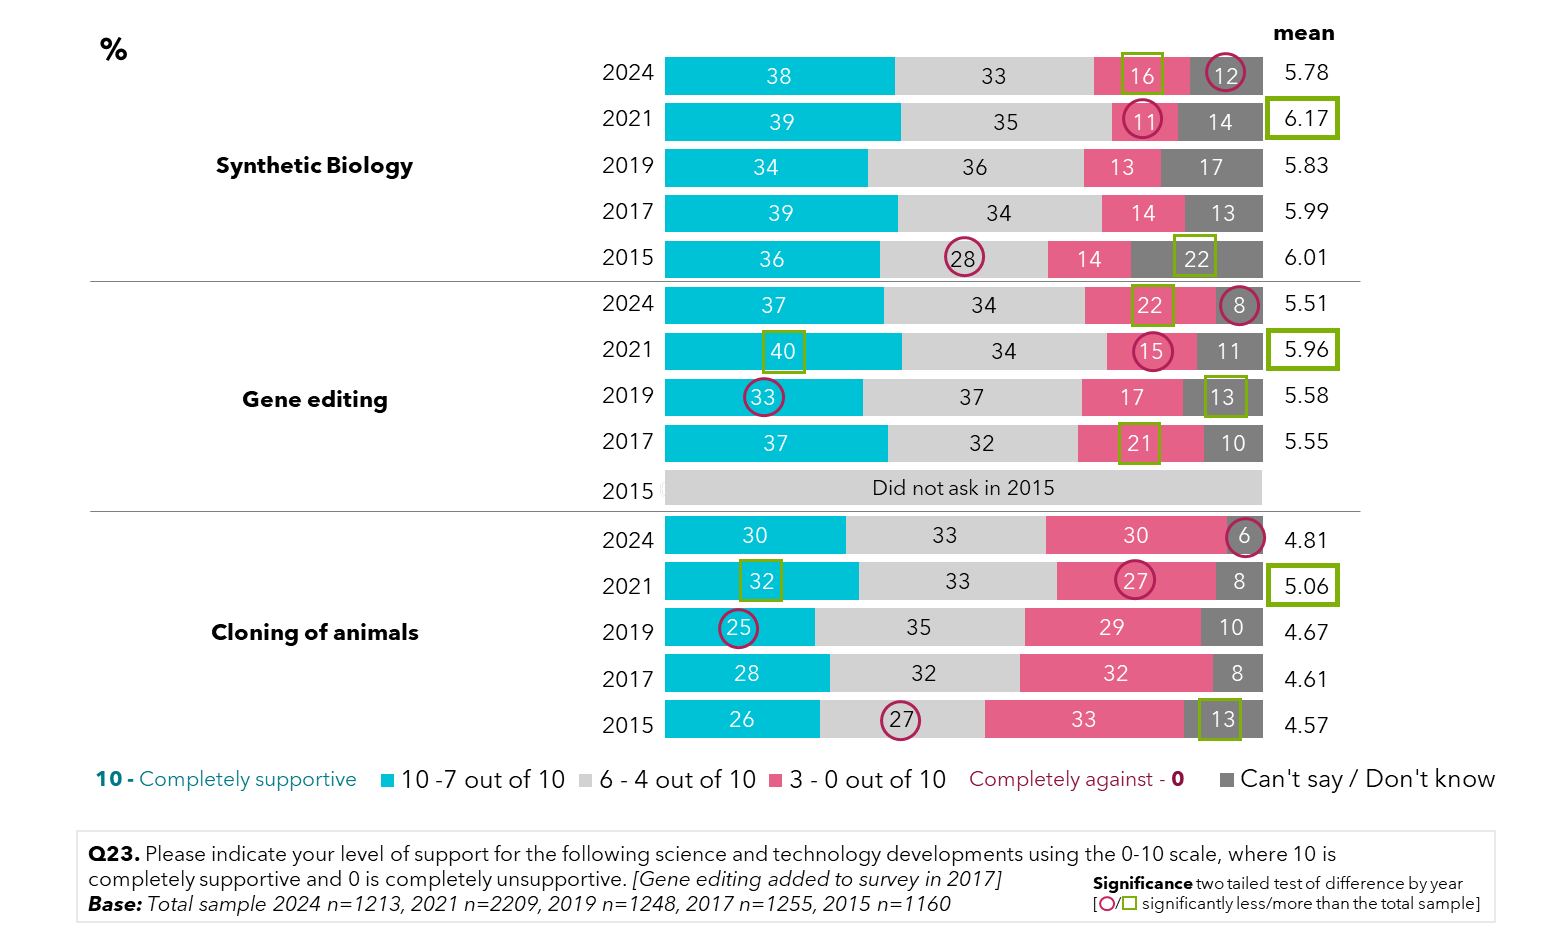 %
mean
2024 38 33 16 12 5.78
2021 39 35 11 14 6.17
Synthetic Biology
2019 34 36 13 17 5.83
2017 39 34 14 13 5.99
2015 36 28 14 22 6.01
2024 37 34 22 8 5.51
2021 40 34 15 11 5.96
Gene editing
2019 33 37 17 13 5.58
2017 37 32 21 10 5.55
2015 Did not ask in 2015
2024 30 33 30 6 4.81
2021 32 33 27 8 5.06
Cloning of animals
2019 25 35 29 10 4.67
2017 28 32 32 8 4.61
2015 26 27 33 13 4.57
10 - Completely supportive 10 -7 out of 10 6 - 4 out of 10 3 - 0 out of 10 Completely against - 0 Can't say / Don't know
Q23. Please indicate your level of support for the following science and technology developments using the 0-10 scale, where 10 is
completely supportive and 0 is completely unsupportive. [Gene editing added to survey in 2017]
Base: Total sample 2024 n=1213, 2021 n=2209, 2019 n=1248, 2017 n=1255, 2015 n=1160
Significance two tailed test of difference by year
[○/□ significantly less/more than the total sample]